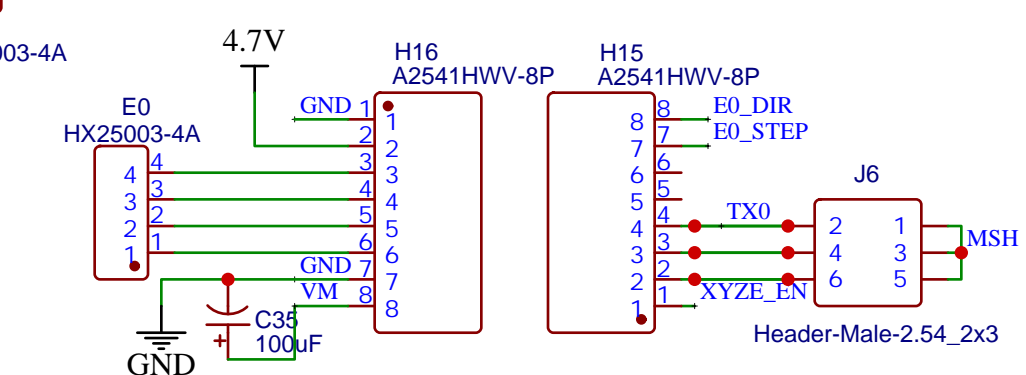 003-4A
4.7V
E0
HX25003-4A
4
3
2
1
4
3
2
1
GND
VM
GND
C35
100uF
GND
H16
A2541HWV-8P
1
2
3
4
5
6
7
8
1
2
3
4
5
6
7
8
H15
A2541HWV-8P
8
7
6
5
4
3
2
1
8
7
6
5
4
3
2
1
E0_DIR
E0_STEP
TX0
XYZE_EN
J6
2 1
4 3
6 5
MSH
Header-Male-2.54_2x3